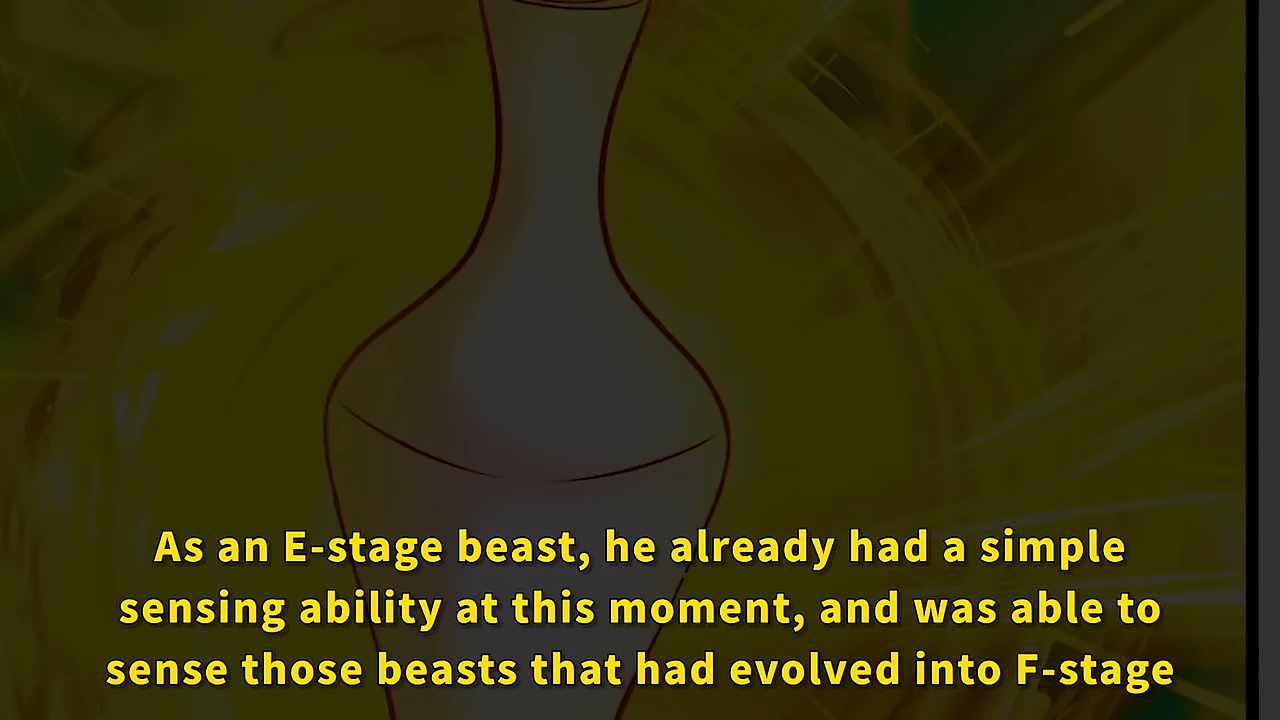 As an E-stage beast, he already had a simple
sensing ability at this moment, and was able to
sense those beasts that had evolved into F-stage